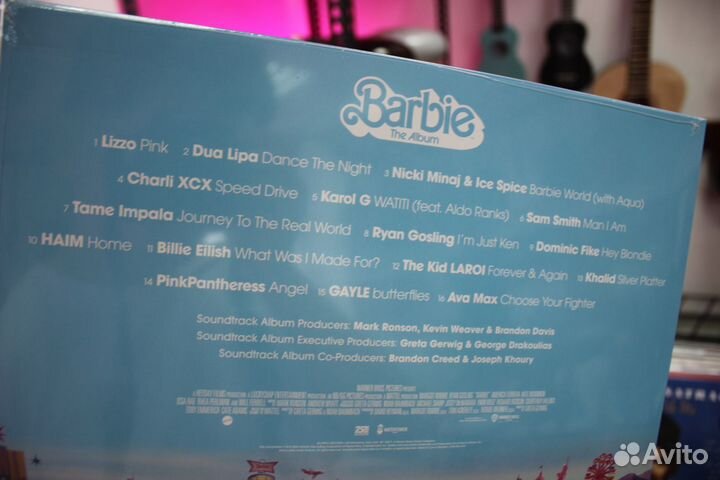 Barbie
The Album
1 Lizzo Pink 2 Dua Lipa Dance The Night 3 Nicki Minaj & Ice Spice Barbie World (with Aqua)
4 Charli XCX Speed Drive 5 Karol G WATITI (feat. Aldo Ranks) 6 Sam Smith Man I Am
7 Tame Impala Journey To The Real World 8 Ryan Gosling I'm Just Ken 9 Dominic Fike Hey Blondie
10 HAIM Home 11 Billie Eilish What Was I Made For? 12 The Kid LAROI Forever & Again 13 Khalid Silver Platter
14 PinkPantheress Angel 15 GAYLE butterflies 16 Ava Max Choose Your Fighter
Soundtrack Album Producers: Mark Ronson, Kevin Weaver & Brandon Davis
Soundtrack Album Executive Producers: Greta Gerwig & George Drakoulias
Soundtrack Album Co-Producers: Brandon Creed & Joseph Khoury
WARNER BROS. PICTURES
Avito